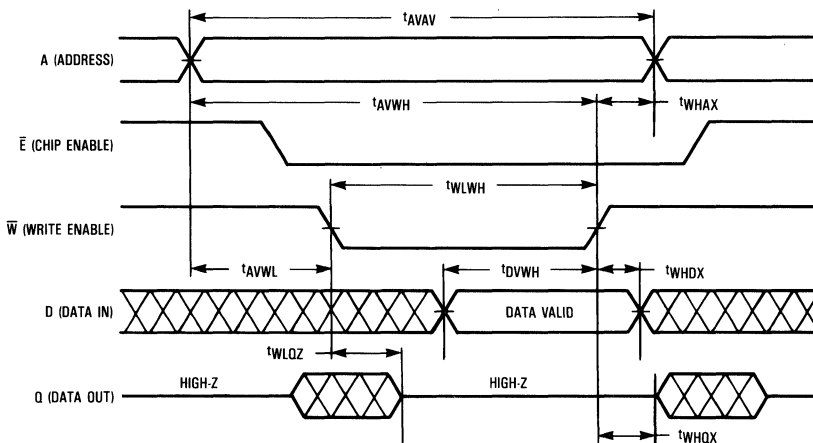 tAVAV
A (ADDRESS)
tAVWH
tWHAX
E (CHIP ENABLE)
tWLWH
W (WRITE ENABLE)
tAVWL
tDVWH
tWHDX
D (DATA IN)
DATA VALID
tWLQZ
HIGH-Z
HIGH-Z
Q (DATA OUT)
tWHQX